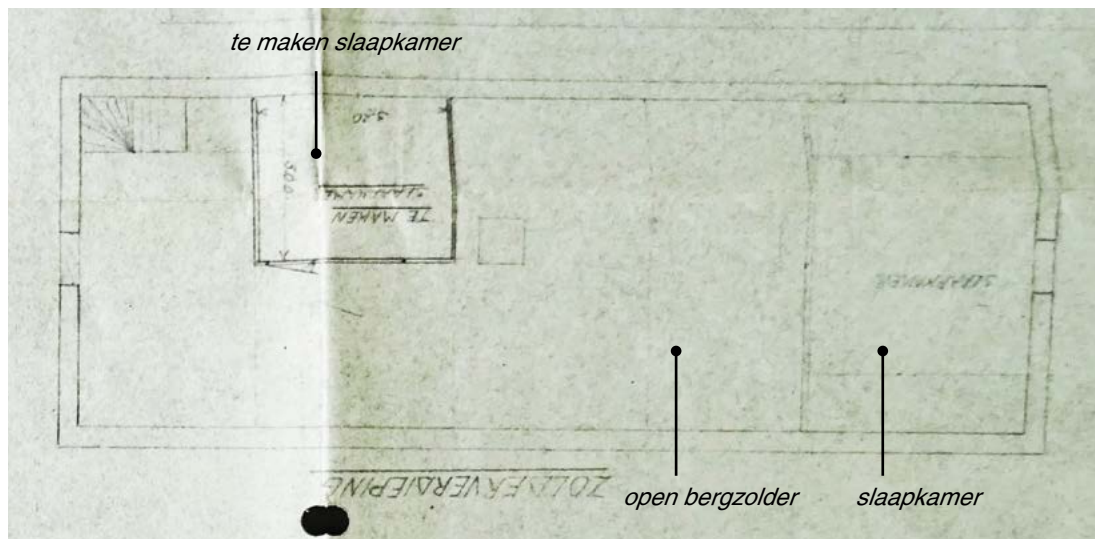 te maken slaapkamer
3.20
3.00
SLAAPKAMER
TE MAKEN
SLAAPKAMER
open bergzolder
slaapkamer
ZOLDERVERDIEPING